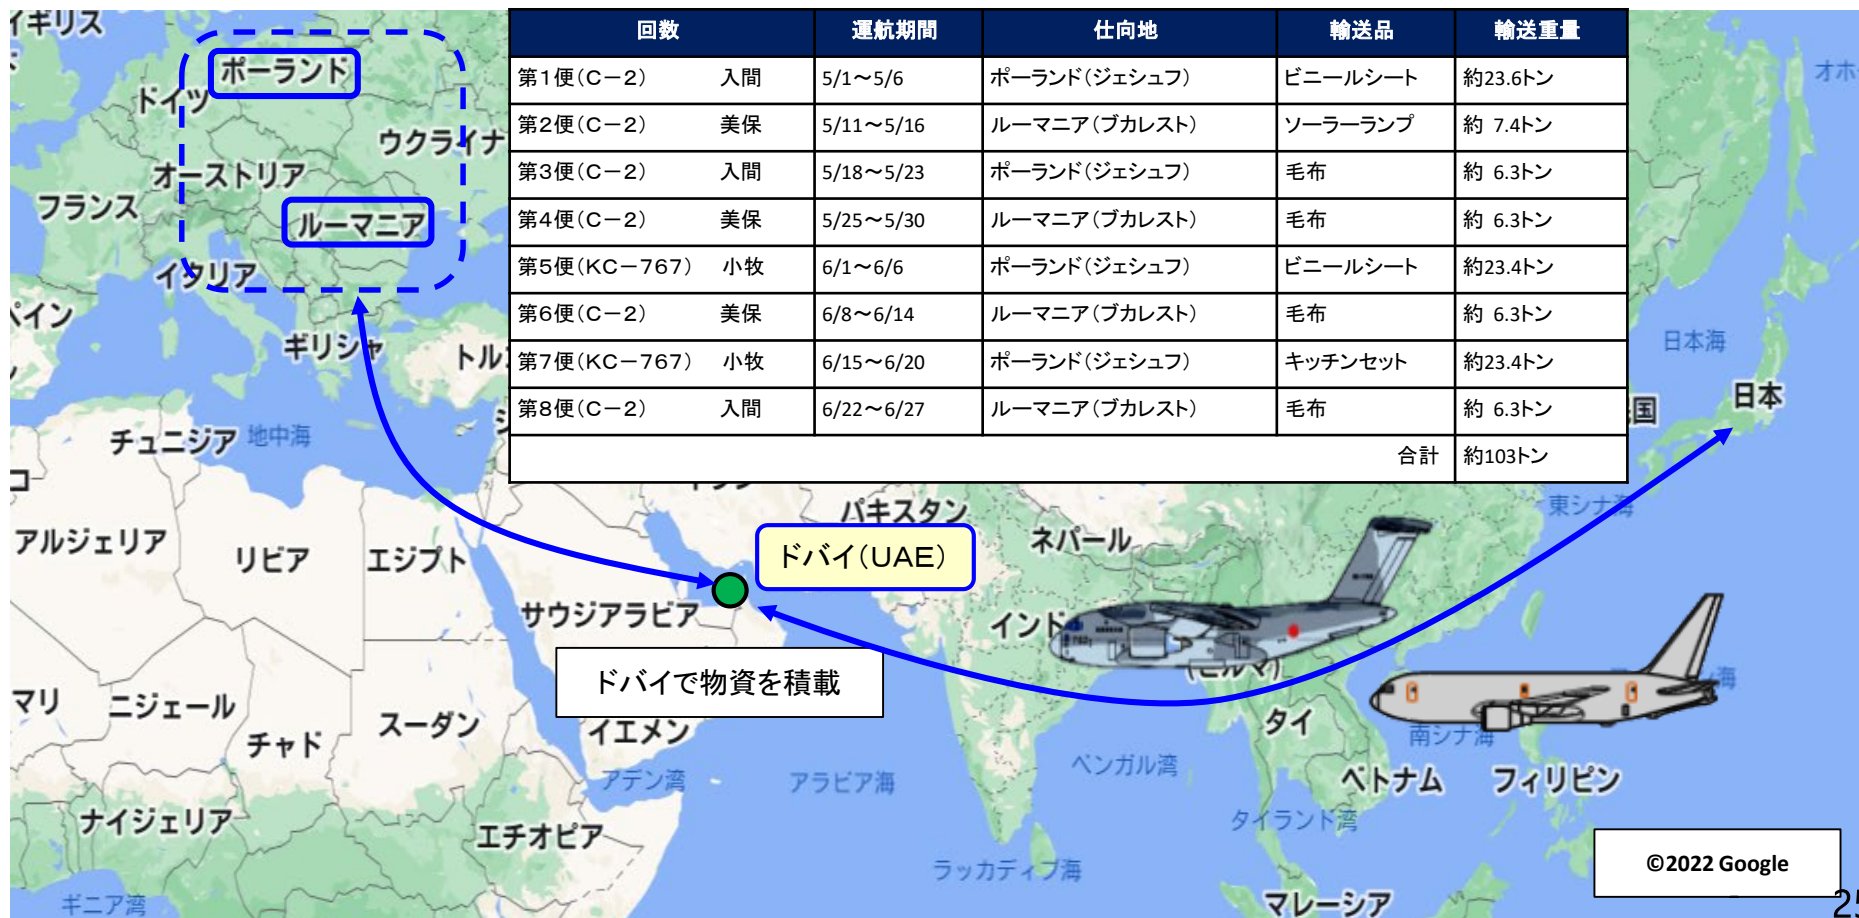 回数 運航期間 仕向地 輸送品 輸送重量
第1便(C-2) 入間 5/1～5/6 ポーランド(ジェシュフ) ビニールシート 約23.6トン
第2便(C-2) 美保 5/11～5/16 ルーマニア(ブカレスト) ソーラーランプ 約 7.4トン
第3便(C-2) 入間 5/18～5/23 ポーランド(ジェシュフ) 毛布 約 6.3トン
第4便(C-2) 美保 5/25～5/30 ルーマニア(ブカレスト) 毛布 約 6.3トン
第5便(KC-767) 小牧 6/1～6/6 ポーランド(ジェシュフ) ビニールシート 約23.4トン
第6便(C-2) 美保 6/8～6/14 ルーマニア(ブカレスト) 毛布 約 6.3トン
第7便(KC-767) 小牧 6/15～6/20 ポーランド(ジェシュフ) キッチンセット 約23.4トン
第8便(C-2) 入間 6/22～6/27 ルーマニア(ブカレスト) 毛布 約 6.3トン
合計 約103トン
イギリス
ポーランド
ドイツ
ウクライナ
オーストリア
フランス
ルーマニア
イタリア
ギリシャ
日本海
日本
国
チュニジア
地中海
東シナ海
アルジェリア
リビア
エジプト
パキスタン
ネパール
ドバイ(UAE)
サウジアラビア
インド
ドバイで物資を積載
マリ
ニジェール
チャド
スーダン
イエメン
タイ
南シナ海
アデン湾
アラビア海
ベンガル湾
ベトナム
フィリピン
ナイジェリア
エチオピア
タイランド湾
ラッカディブ海
©2022 Google
ギニア湾
マレーシア